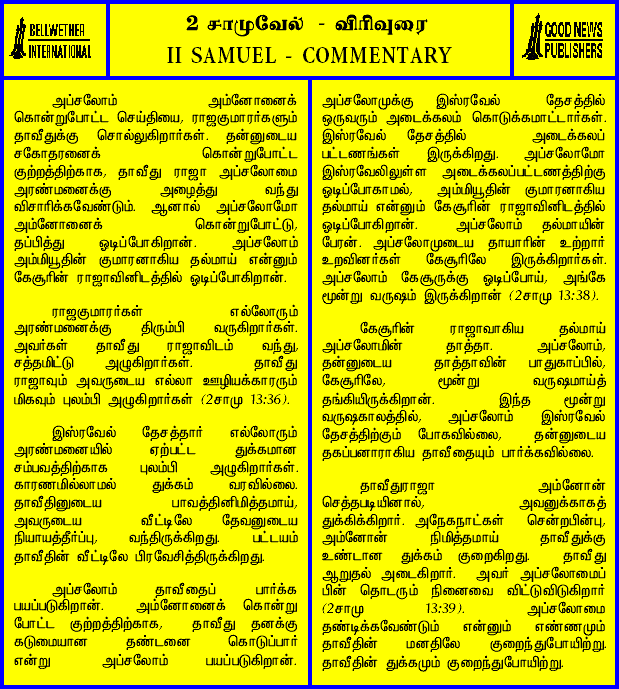 BELLWETHER
INTERNATIONAL
2 சாமுவேல் - விரிவுரை
II SAMUEL - COMMENTARY
GOOD NEWS
PUBLISHERS
அப்சலோம் அம்னோனைக்
கொன்றுபோட்ட செய்தியை, ராஜகுமாரர்களும்
தாவீதுக்கு சொல்லுகிறார்கள். தன்னுடைய
சகோதரனைக் கொன்றுபோட்ட
குற்றத்திற்காக, தாவீது ராஜா அப்சலோமை
அரண்மனைக்கு அழைத்து வந்து
விசாரிக்கவேண்டும். ஆனால் அப்சலோமோ
அம்னோனைக் கொன்றுபோட்டு,
தப்பித்து ஓடிப்போகிறான். அப்சலோம்
அம்மியூதின் குமாரனாகிய தல்மாய் என்னும்
கேசூரின் ராஜாவினிடத்தில் ஓடிப்போகிறான்.
ராஜகுமாரர்கள் எல்லோரும்
அரண்மனைக்கு திரும்பி வருகிறார்கள்.
அவர்கள் தாவீது ராஜாவிடம் வந்து,
சத்தமிட்டு அழுகிறார்கள். தாவீது
ராஜாவும் அவருடைய எல்லா ஊழியக்காரரும்
மிகவும் புலம்பி அழுகிறார்கள் (2சாமு 13:36).
இஸ்ரவேல் தேசத்தார் எல்லோரும்
அரண்மனையில் ஏற்பட்ட துக்கமான
சம்பவத்திற்காக புலம்பி அழுகிறார்கள்.
காரணமில்லாமல் துக்கம் வரவில்லை.
தாவீதினுடைய பாவத்தினிமித்தமாய்,
அவருடைய வீட்டிலே தேவனுடைய
நியாயத்தீர்ப்பு, வந்திருக்கிறது. பட்டயம்
தாவீதின் வீட்டிலே பிரவேசித்திருக்கிறது.
அப்சலோம் தாவீதைப் பார்க்க
பயப்படுகிறான். அம்னோனைக் கொன்று
போட்ட குற்றத்திற்காக, தாவீது தனக்கு
கடுமையான தண்டனை கொடுப்பார்
என்று அப்சலோம் பயப்படுகிறான்.
அப்சலோமுக்கு இஸ்ரவேல் தேசத்தில்
ஒருவரும் அடைக்கலம் கொடுக்கமாட்டார்கள்.
இஸ்ரவேல் தேசத்தில் அடைக்கலப்
பட்டணங்கள் இருக்கிறது. அப்சலோமோ
இஸ்ரவேலிலுள்ள அடைக்கலப்பட்டணத்திற்கு
ஓடிப்போகாமல், அம்மியூதின் குமாரனாகிய
தல்மாய் என்னும் கேசூரின் ராஜாவினிடத்தில்
ஓடிப்போகிறான். அப்சலோம் தல்மாயின்
பேரன். அப்சலோமுடைய தாயாரின் உற்றார்
உறவினர்கள் கேசூரிலே இருக்கிறார்கள்.
அப்சலோம் கேசூருக்கு ஓடிப்போய், அங்கே
மூன்று வருஷம் இருக்கிறான் (2சாமு 13:38).
கேசூரின் ராஜாவாகிய தல்மாய்
அப்சலோமின் தாத்தா. அப்சலோம்,
தன்னுடைய தாத்தாவின் பாதுகாப்பில்,
கேசூரிலே, மூன்று வருஷமாய்த்
தங்கியிருக்கிறான். இந்த மூன்று
வருஷகாலத்தில், அப்சலோம் இஸ்ரவேல்
தேசத்திற்கும் போகவில்லை, தன்னுடைய
தகப்பனாராகிய தாவீதையும் பார்க்கவில்லை.
தாவீதுராஜா அம்னோன்
செத்தபடியினால், அவனுக்காகத்
துக்கிக்கிறார். அநேகநாட்கள் சென்றபின்பு,
அம்னோன் நிமித்தமாய் தாவீதுக்கு
உண்டான துக்கம் குறைகிறது. தாவீது
ஆறுதல் அடைகிறார். அவர் அப்சலோமைப்
பின் தொடரும் நினைவை விட்டுவிடுகிறார்
(2சாமு 13:39). அப்சலோமை
தண்டிக்கவேண்டும் என்னும் எண்ணமும்
தாவீதின் மனதிலே குறைந்துபோயிற்று.
தாவீதின் துக்கமும் குறைந்துபோயிற்று.